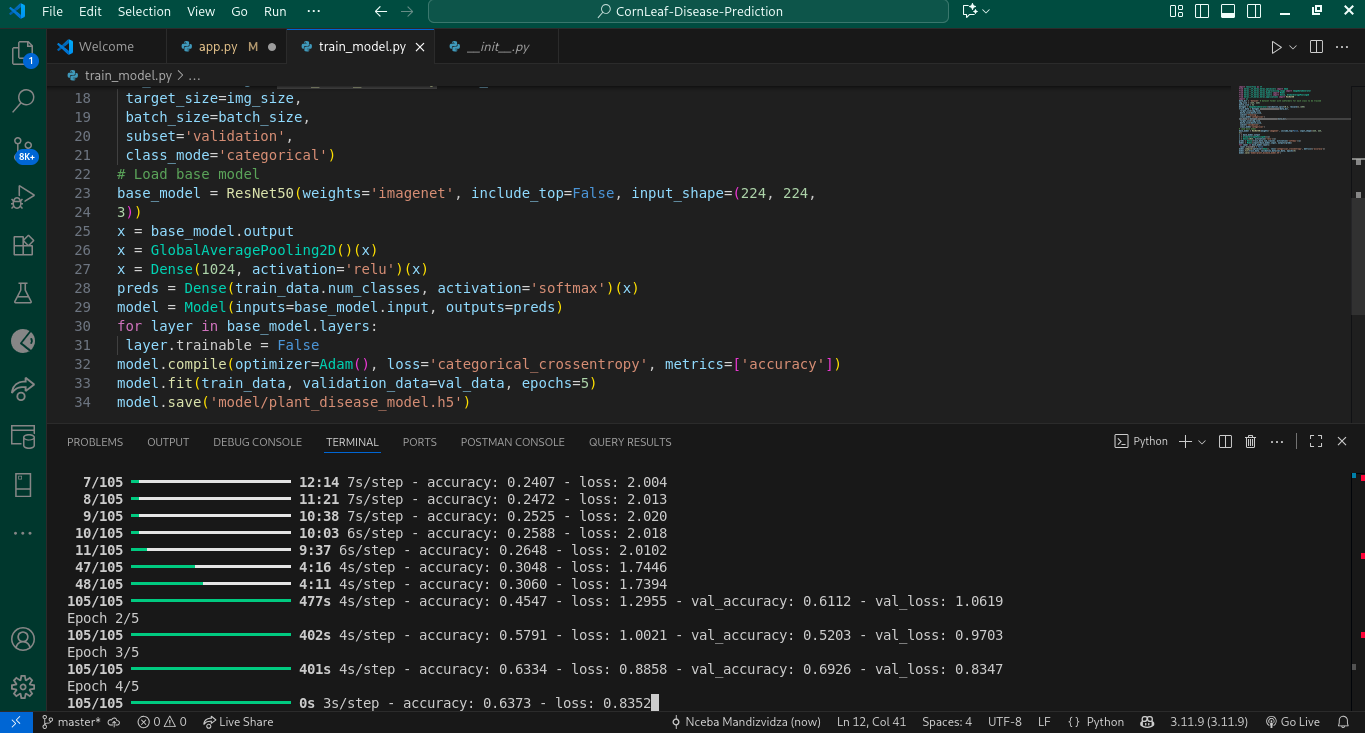 File Edit Selection View Go Run ··· CornLeaf-Disease-Prediction
Welcome app.py M train_model.py __init__.py
train_model.py > ...
18 target_size=img_size,
19 batch_size=batch_size,
20 subset='validation',
21 class_mode='categorical')
22 # Load base model
23 base_model = ResNet50(weights='imagenet', include_top=False, input_shape=(224, 224,
24 3))
25 x = base_model.output
26 x = GlobalAveragePooling2D()(x)
27 x = Dense(1024, activation='relu')(x)
28 preds = Dense(train_data.num_classes, activation='softmax')(x)
29 model = Model(inputs=base_model.input, outputs=preds)
30 for layer in base_model.layers:
31 layer.trainable = False
32 model.compile(optimizer=Adam(), loss='categorical_crossentropy', metrics=['accuracy'])
33 model.fit(train_data, validation_data=val_data, epochs=5)
34 model.save('model/plant_disease_model.h5')
1
8K+
PROBLEMS OUTPUT DEBUG CONSOLE TERMINAL PORTS POSTMAN CONSOLE QUERY RESULTS Python
7/105 12:14 7s/step - accuracy: 0.2407 - loss: 2.004
8/105 11:21 7s/step - accuracy: 0.2472 - loss: 2.013
9/105 10:38 7s/step - accuracy: 0.2525 - loss: 2.020
10/105 10:03 6s/step - accuracy: 0.2588 - loss: 2.018
11/105 9:37 6s/step - accuracy: 0.2648 - loss: 2.0102
47/105 4:16 4s/step - accuracy: 0.3048 - loss: 1.7446
48/105 4:11 4s/step - accuracy: 0.3060 - loss: 1.7394
105/105 477s 4s/step - accuracy: 0.4547 - loss: 1.2955 - val_accuracy: 0.6112 - val_loss: 1.0619
Epoch 2/5
105/105 402s 4s/step - accuracy: 0.5791 - loss: 1.0021 - val_accuracy: 0.5203 - val_loss: 0.9703
Epoch 3/5
105/105 401s 4s/step - accuracy: 0.6334 - loss: 0.8858 - val_accuracy: 0.6926 - val_loss: 0.8347
Epoch 4/5
105/105 0s 3s/step - accuracy: 0.6373 - loss: 0.8352
master* 0 0 Live Share Nceba Mandizvidza (now) Ln 12, Col 41 Spaces: 4 UTF-8 LF {} Python 3.11.9 (3.11.9) Go Live